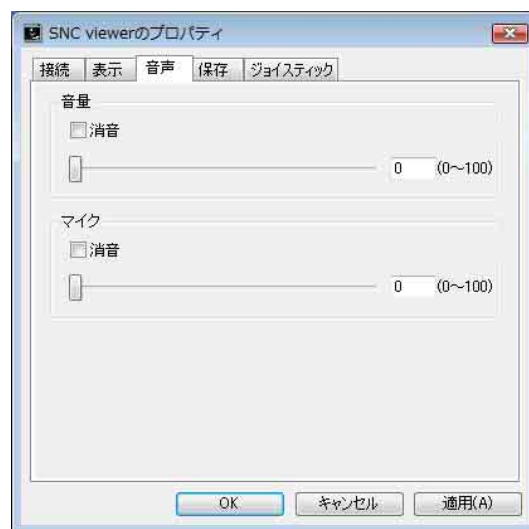 SNC viewerのプロパティ
接続 表示 音声 保存 ジョイスティック
音量
消音
0 (0～100)
マイク
消音
0 (0～100)
OK キャンセル 適用(A)